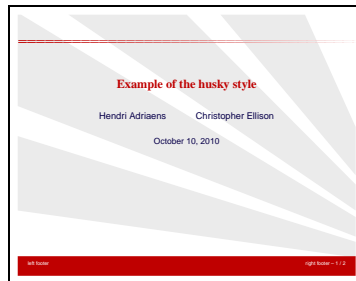 Example of the husky style
Hendri Adriaens Christopher Ellison
October 10, 2010
left footer right footer – 1 / 2